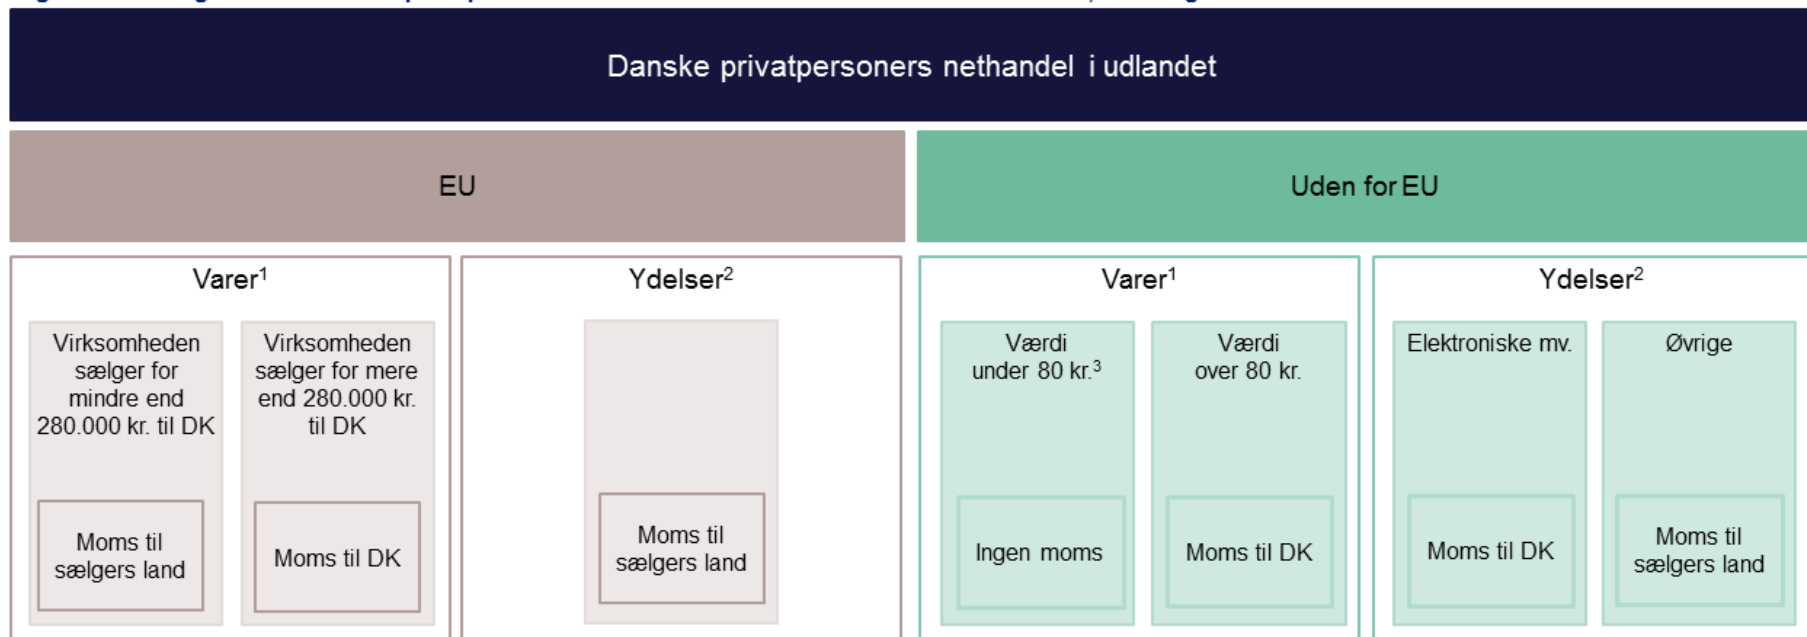 Danske privatpersoners nethandel i udlandet
EU
Uden for EU
Varer¹
Ydelser²
Varer¹
Ydelser²
Virksomheden
sælger for
mindre end
280.000 kr. til DK
Virksomheden
sælger for mere
end 280.000 kr.
til DK
Værdi
under 80 kr.³
Værdi
over 80 kr.
Elektroniske mv.
Øvrige
Moms til
sælgers land
Moms til DK
Moms til
sælgers land
Ingen moms
Moms til DK
Moms til DK
Moms til
sælgers land